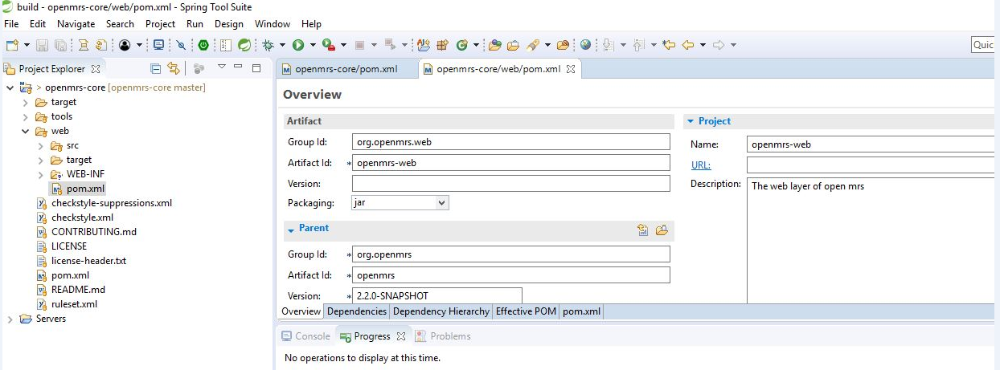 build - openmrs-core/web/pom.xml - Spring Tool Suite
File Edit Navigate Search Project Run Design Window Help
Quic
Project Explorer
openmrs-core/pom.xml
openmrs-core/web/pom.xml
> openmrs-core [openmrs-core master]
target
tools
web
src
target
WEB-INF
pom.xml
checkstyle-suppressions.xml
checkstyle.xml
CONTRIBUTING.md
LICENSE
license-header.txt
pom.xml
README.md
ruleset.xml
Servers
Overview
Artifact
Group Id: org.openmrs.web
Artifact Id: * openmrs-web
Version:
Packaging: jar
Parent
Group Id: * org.openmrs
Artifact Id: * openmrs
Version: * 2.2.0-SNAPSHOT
Project
Name: openmrs-web
URL:
Description: The web layer of open mrs
Overview Dependencies Dependency Hierarchy Effective POM pom.xml
Console Progress Problems
No operations to display at this time.